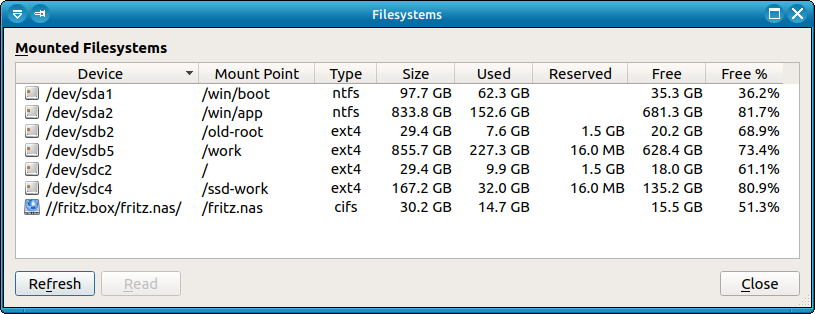 Filesystems
Mounted Filesystems
Device Mount Point Type Size Used Reserved Free Free %
/dev/sda1 /win/boot ntfs 97.7 GB 62.3 GB 35.3 GB 36.2%
/dev/sda2 /win/app ntfs 833.8 GB 152.6 GB 681.3 GB 81.7%
/dev/sdb2 /old-root ext4 29.4 GB 7.6 GB 1.5 GB 20.2 GB 68.9%
/dev/sdb5 /work ext4 855.7 GB 227.3 GB 16.0 MB 628.4 GB 73.4%
/dev/sdc2 / ext4 29.4 GB 9.9 GB 1.5 GB 18.0 GB 61.1%
/dev/sdc4 /ssd-work ext4 167.2 GB 32.0 GB 16.0 MB 135.2 GB 80.9%
//fritz.box/fritz.nas/ /fritz.nas cifs 30.2 GB 14.7 GB 15.5 GB 51.3%
Refresh Read Close